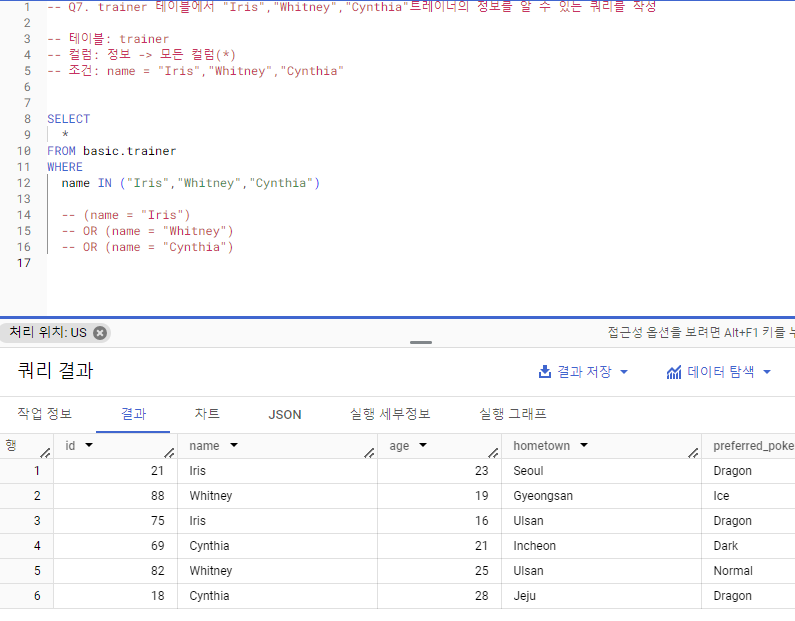 1 -- Q7. trainer 테이블에서 "Iris","Whitney","Cynthia"트레이너의 정보를 알 수 있는 쿼리를 작성
2
3 -- 테이블: trainer
4 -- 컬럼: 정보 -> 모든 컬럼(*)
5 -- 조건: name = "Iris","Whitney","Cynthia"
6
7
8 SELECT
9 *
10 FROM basic.trainer
11 WHERE
12 name IN ("Iris","Whitney","Cynthia")
13
14 -- (name = "Iris")
15 -- OR (name = "Whitney")
16 -- OR (name = "Cynthia")
17
처리 위치: US 접근성 옵션을 보려면 Alt+F1 키를 누
쿼리 결과 결과 저장 데이터 탐색
작업 정보 결과 차트 JSON 실행 세부정보 실행 그래프
행 id name age hometown preferred_poke
1 21 Iris 23 Seoul Dragon
2 88 Whitney 19 Gyeongsan Ice
3 75 Iris 16 Ulsan Dragon
4 69 Cynthia 21 Incheon Dark
5 82 Whitney 25 Ulsan Normal
6 18 Cynthia 28 Jeju Dragon